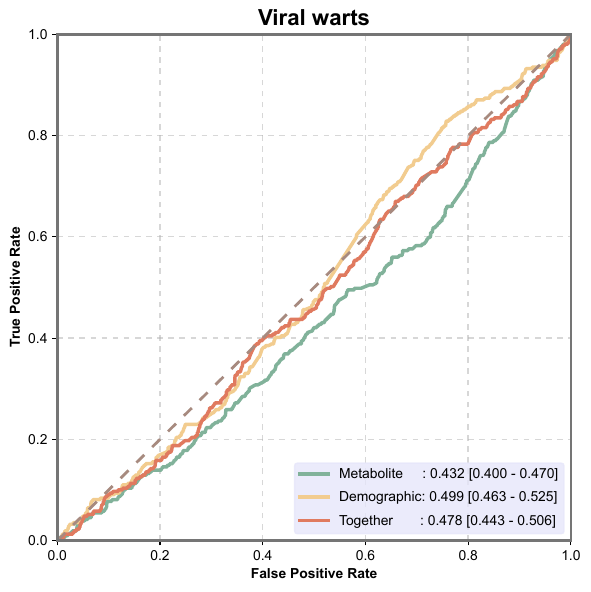 Viral warts
True Positive Rate
1.0
0.8
0.6
0.4
0.2
0.0
Metabolite : 0.432 [0.400 - 0.470]
Demographic: 0.499 [0.463 - 0.525]
Together : 0.478 [0.443 - 0.506]
0.0 0.2 0.4 0.6 0.8 1.0
False Positive Rate